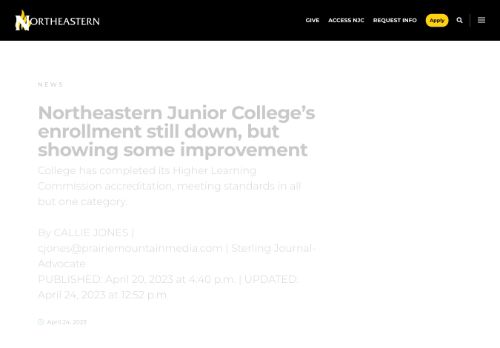 NORTHEASTERN
GIVE
ACCESS NJC
REQUEST INFO
Apply
NEWS
Northeastern Junior College's
enrollment still down, but
showing some improvement
College has completed its Higher Learning
Commission accreditation, meeting standards in all
but one category.
By CALLIE JONES |
cjones@prairiemountainmedia.com | Sterling Journal-
Advocate
PUBLISHED: April 20, 2023 at 4:40 p.m. | UPDATED:
April 24, 2023 at 12:52 p.m.
April 24, 2023